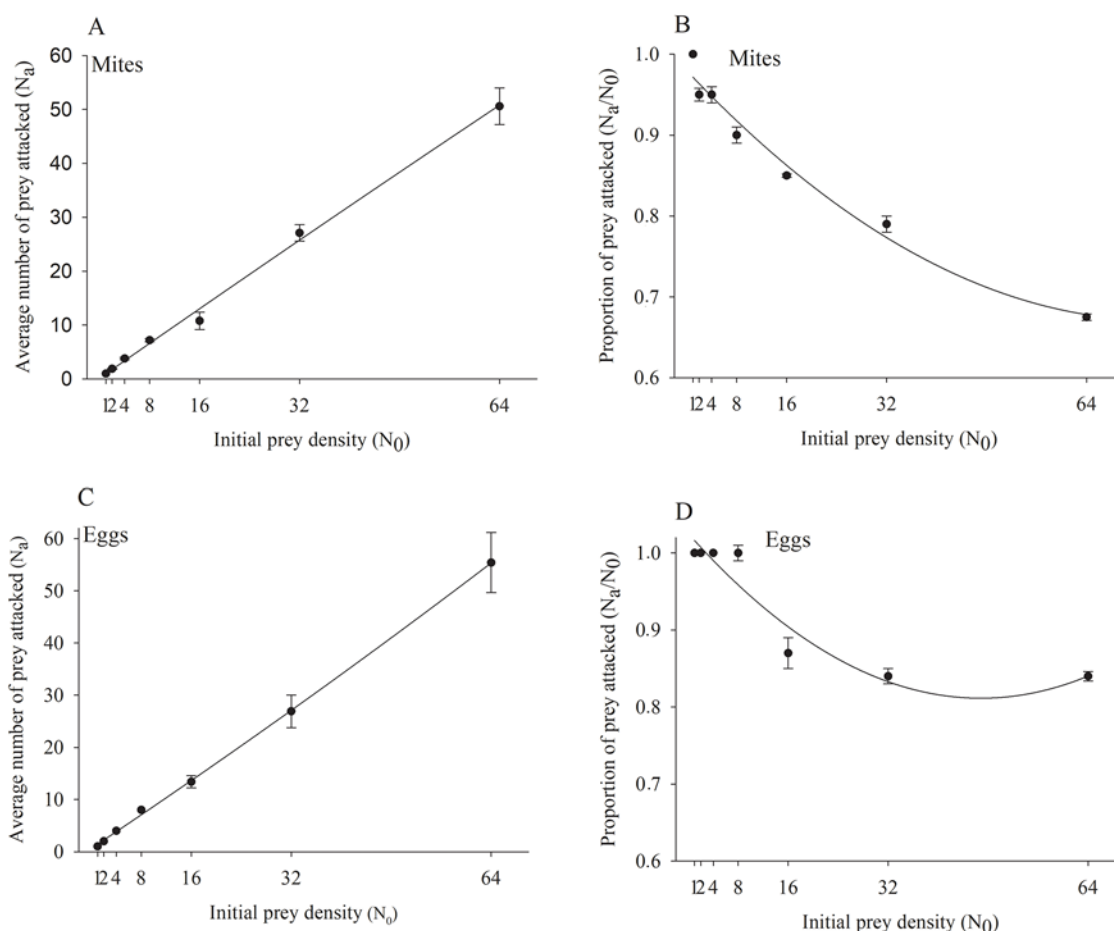 A
Mites
Average number of prey attacked (Na)
60
50
40
30
20
10
0
1 2 4 8 16 32 64
Initial prey density (N0)
B
Mites
Proportion of prey attacked (Na/N0)
1.0
0.9
0.8
0.7
0.6
1 2 4 8 16 32 64
Initial prey density (N0)
C
Eggs
Average number of prey attacked (Na)
60
50
40
30
20
10
0
1 2 4 8 16 32 64
Initial prey density (N0)
D
Eggs
Proportion of prey attacked (Na/N0)
1.0
0.9
0.8
0.7
0.6
1 2 4 8 16 32 64
Initial prey density (N0)